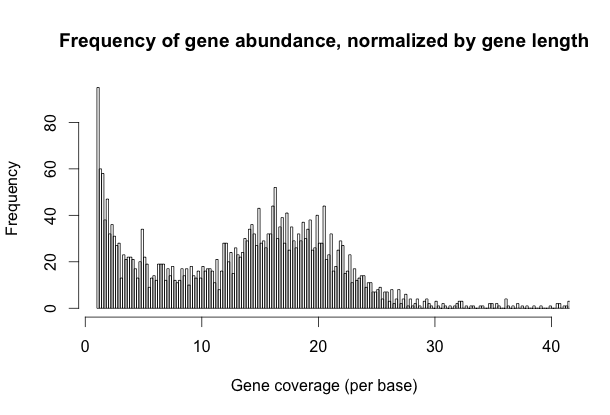 Frequency of gene abundance, normalized by gene length
Frequency
80
60
40
20
0
0 10 20 30 40
Gene coverage (per base)